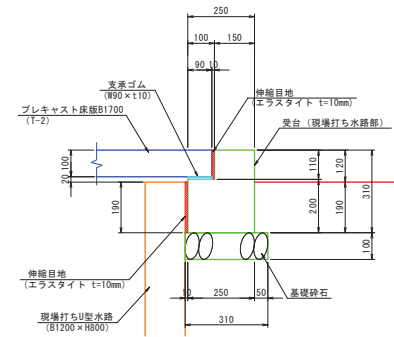 250
100
150
90
10
支承ゴム
(W90×t10)
伸縮目地
(エラスタイト t=10mm)
プレキャスト床版B1700
(T-2)
受台(現場打ち水路部)
100
20
190
110
200
120
190
310
100
伸縮目地
(エラスタイト t=10mm)
10
250
50
基礎砕石
310
現場打ちU型水路
(B1200×H800)